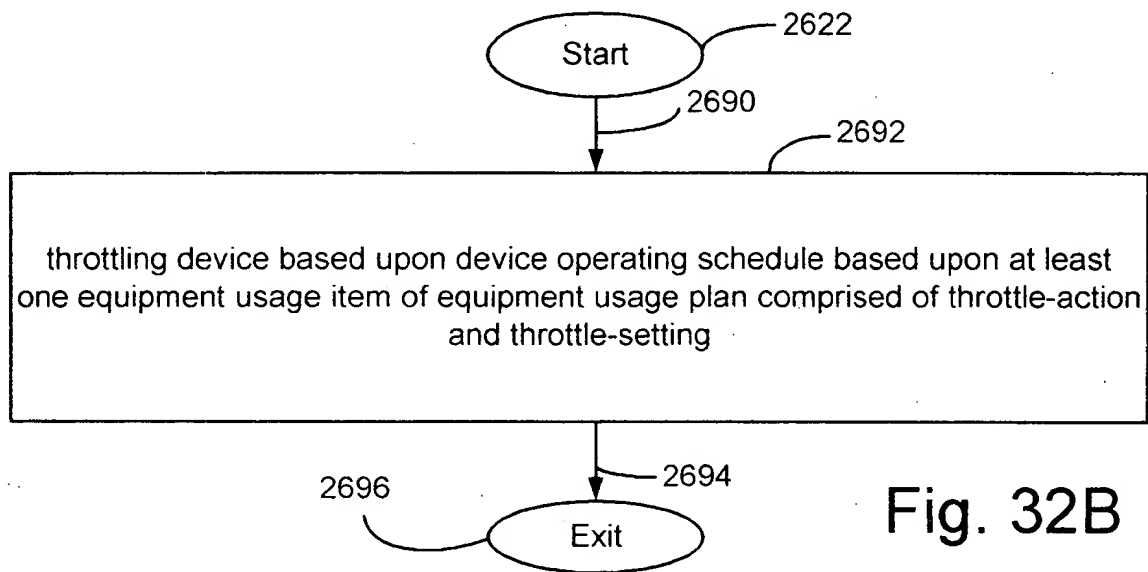 Start
2622
2690
2692
throttling device based upon device operating schedule based upon at least
one equipment usage item of equipment usage plan comprised of throttle-action
and throttle-setting
2694
2696
Exit
Fig. 32B